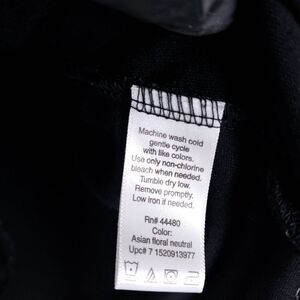 Machine wash cold
gentle cycle
with like colors.
Use only non-chlorine
bleach when needed.
Tumble dry low.
Remove promptly.
Low iron if needed.
Rn# 44480
Color:
Asian floral neutral
Upc# 7 1520913977